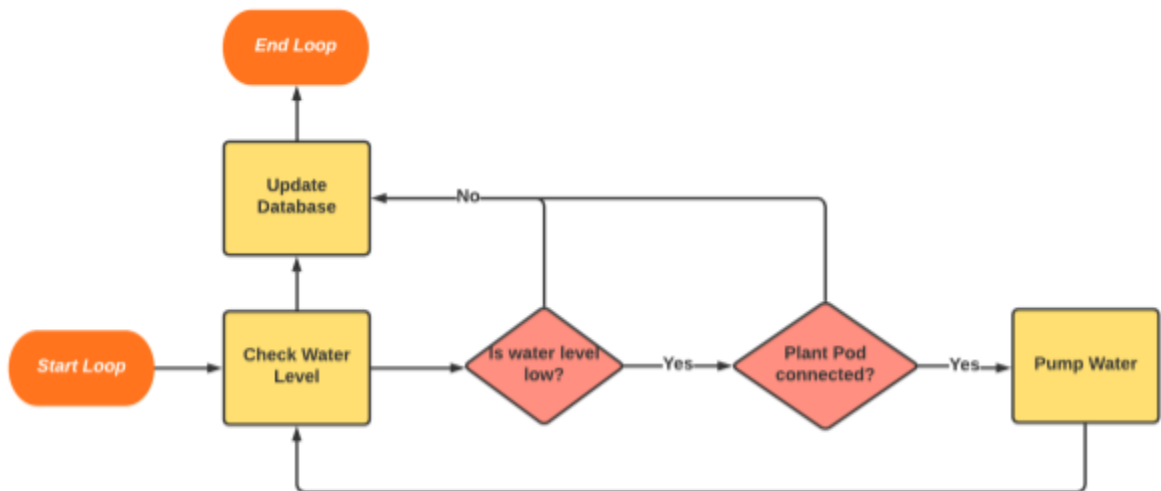 End Loop
Update
Database
No
Start Loop
Check Water
Level
Is water level
low?
Yes
Plant Pod
connected?
Yes
Pump Water